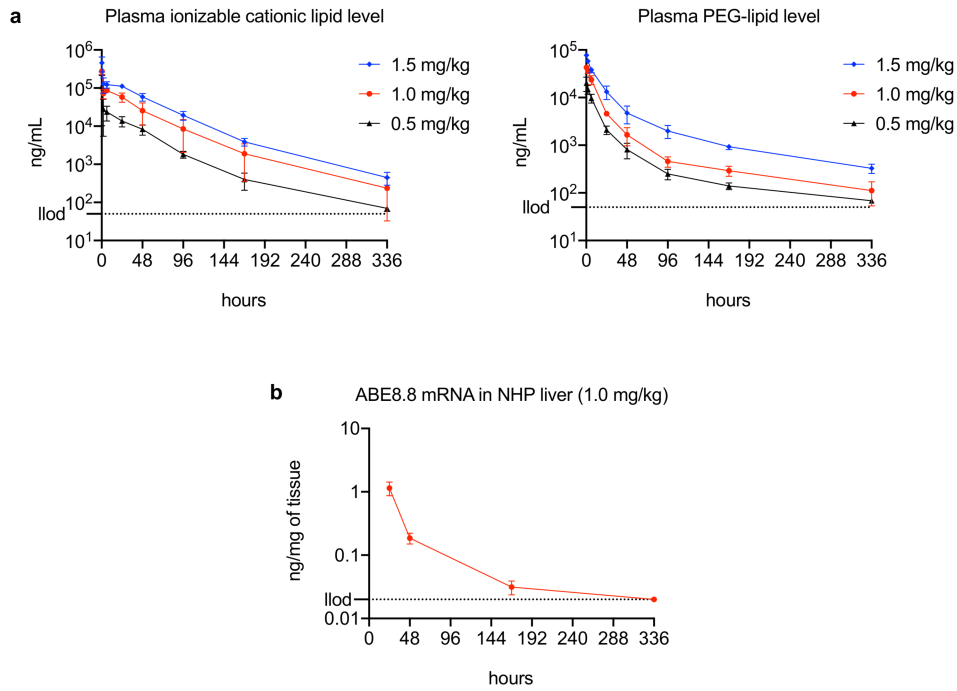 a
Plasma ionizable cationic lipid level
10⁶
10⁵
10⁴
10³
10²
llod
10¹
ng/mL
0 48 96 144 192 240 288 336
hours
1.5 mg/kg
1.0 mg/kg
0.5 mg/kg
Plasma PEG-lipid level
10⁵
10⁴
10³
10²
llod
10¹
ng/mL
0 48 96 144 192 240 288 336
hours
1.5 mg/kg
1.0 mg/kg
0.5 mg/kg
b
ABE8.8 mRNA in NHP liver (1.0 mg/kg)
10
1
0.1
llod
0.01
ng/mg of tissue
0 48 96 144 192 240 288 336
hours